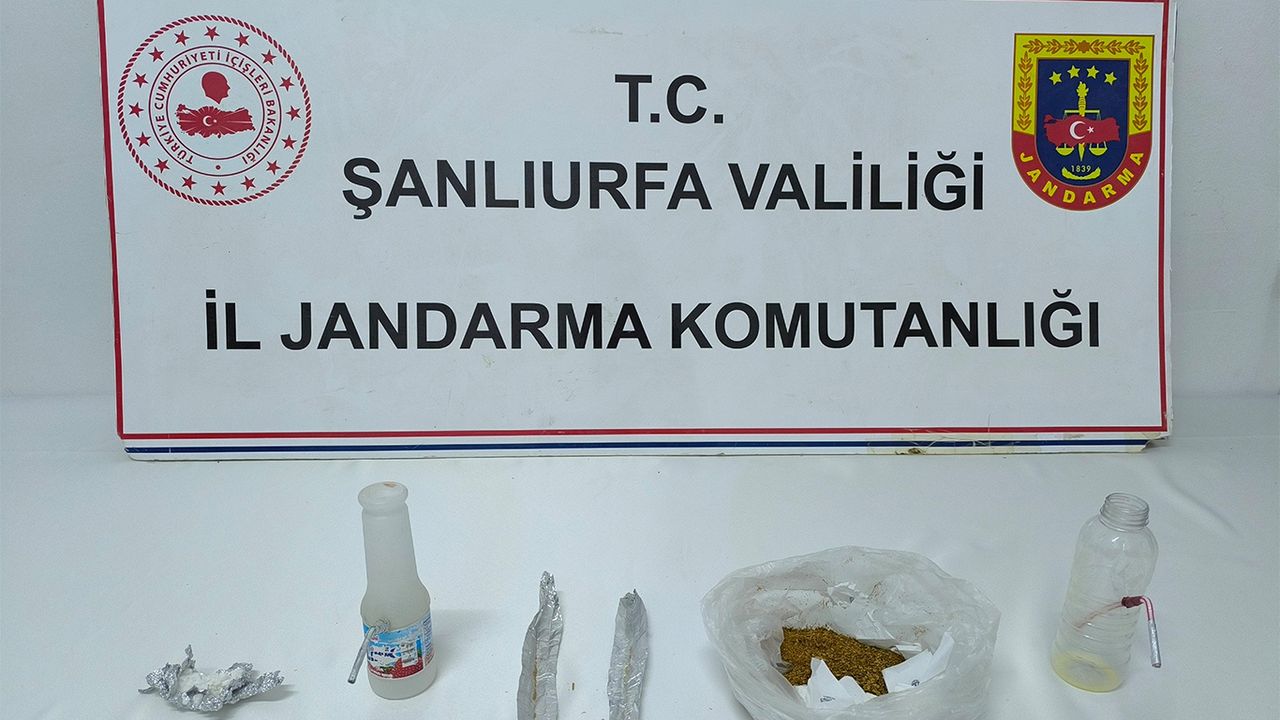 TÜRKİYE CUMHURİYETİ İÇİŞLERİ BAKANLIĞI
T.C.
ŞANLIURFA VALİLİĞİ
İL JANDARMA KOMUTANLIĞI
1839
JANDARMA